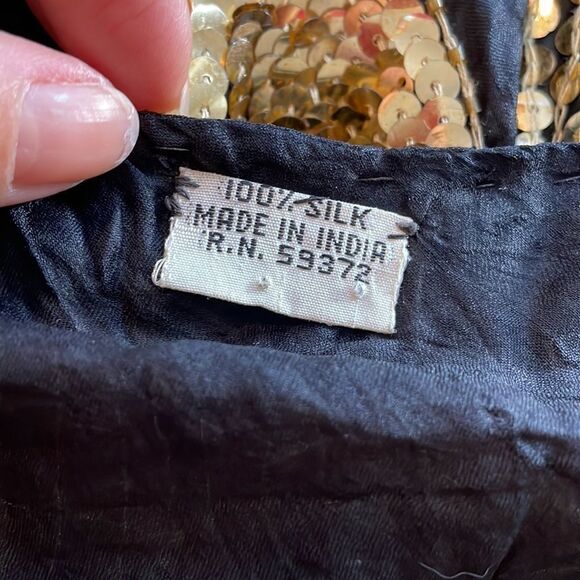 100% SILK
MADE IN INDIA
R.N. 59372